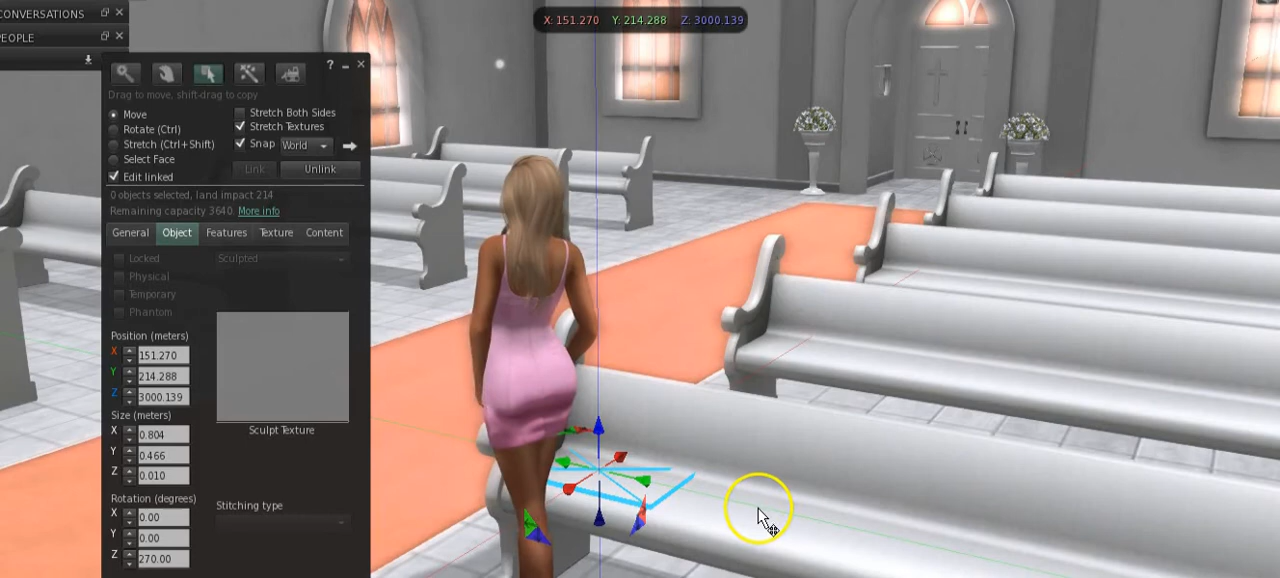 CONVERSATIONS
PEOPLE
X: 151.270 Y: 214.288 Z: 3000.139
?
Drag to move, shift-drag to copy
Move
Rotate (Ctrl)
Stretch (Ctrl+Shift)
Select Face
Edit linked
Stretch Both Sides
Stretch Textures
Snap World
Link Unlink
0 objects selected, land impact 214
Remaining capacity 3640. More info
General Object Features Texture Content
Locked
Physical
Temporary
Phantom
Sculpted
Position (meters)
X 151.270
Y 214.288
Z 3000.139
Size (meters)
X 0.804
Y 0.466
Z 0.010
Sculpt Texture
Rotation (degrees)
X 0.00
Y 0.00
Z 270.00
Stitching type